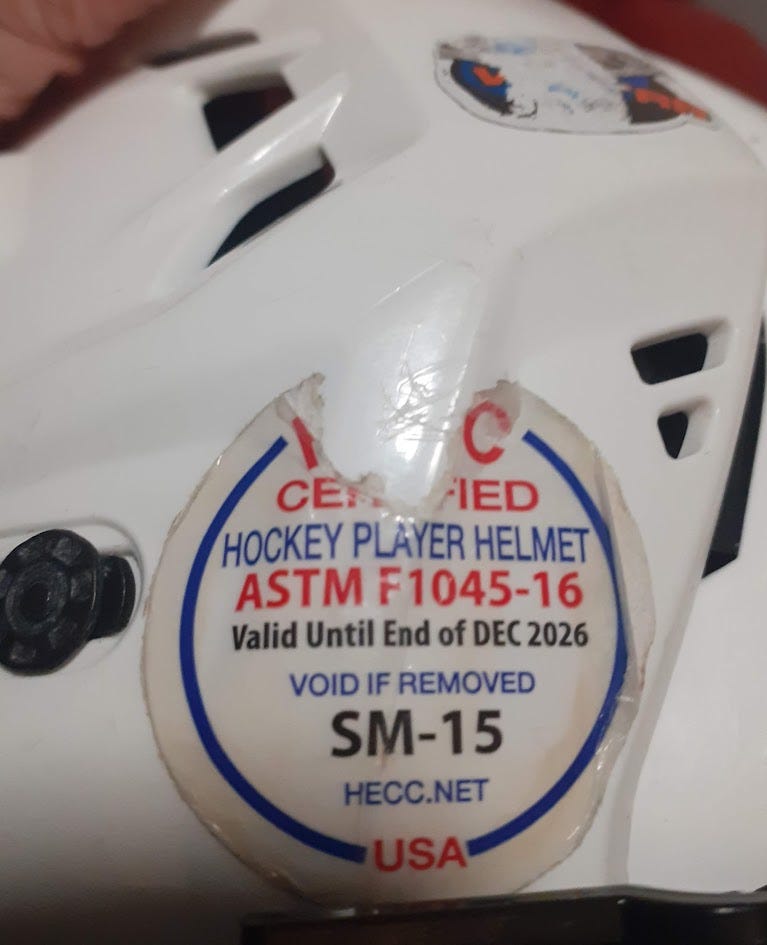 C
HOCKEY PLAYER HELMET
ASTM F1045-16
Valid Until End of DEC 2026
VOID IF REMOVED
SM-15
HECC.NET
USA